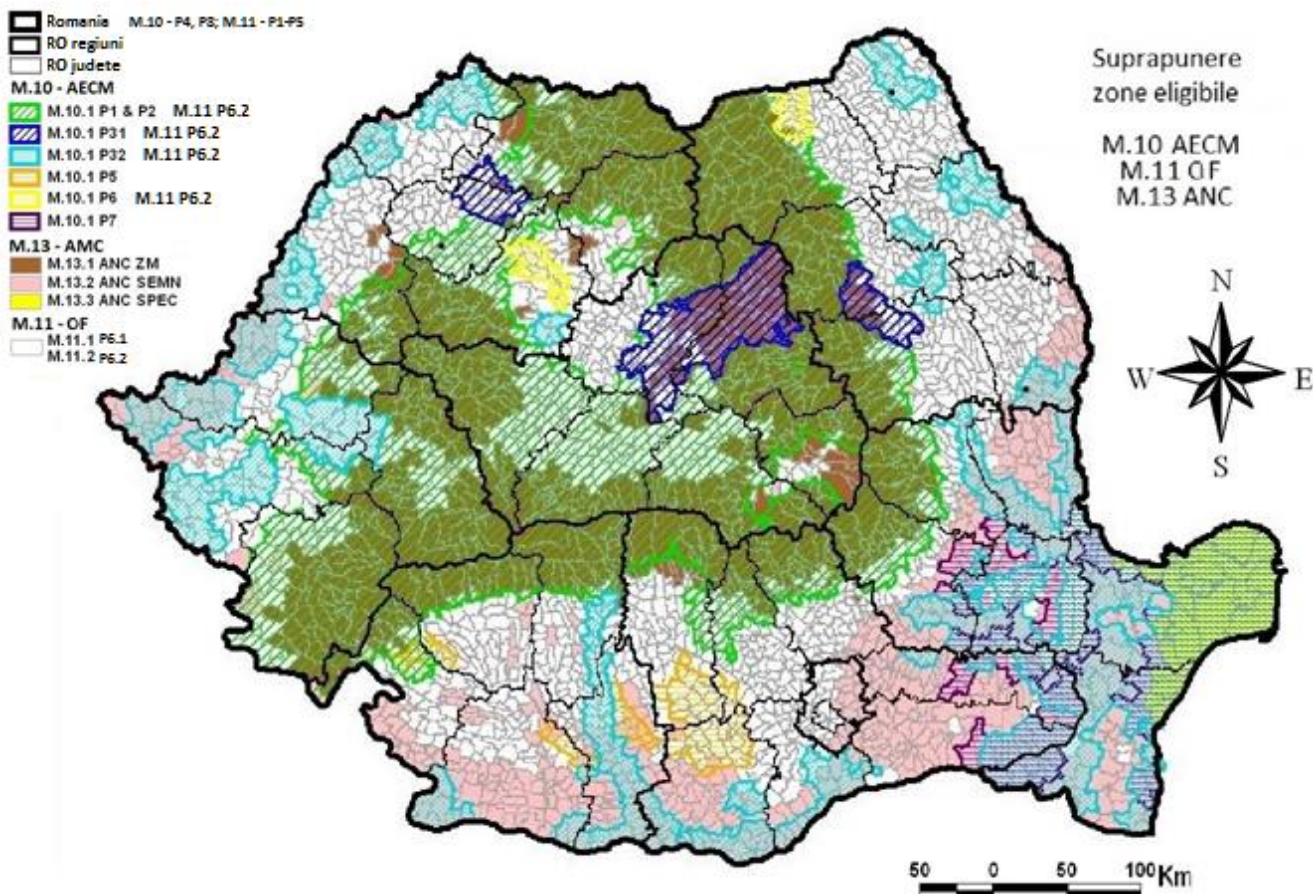 Romania M.10 - P4, P8; M.11 - P1-P5
RO regiuni
RO judete
M.10 - AECM
M.10.1 P1 & P2 M.11 P6.2
M.10.1 P31 M.11 P6.2
M.10.1 P32 M.11 P6.2
M.10.1 P5
M.10.1 P6 M.11 P6.2
M.10.1 P7
M.13 - AMC
M.13.1 ANC ZM
M.13.2 ANC SEMN
M.13.3 ANC SPEC
M.11 - OF
M.11.1 P6.1
M.11.2 P6.2
Suprapunere
zone eligibile
M.10 AECM
M.11 OF
M.13 ANC
N
W E
S
50 0 50 100 Km